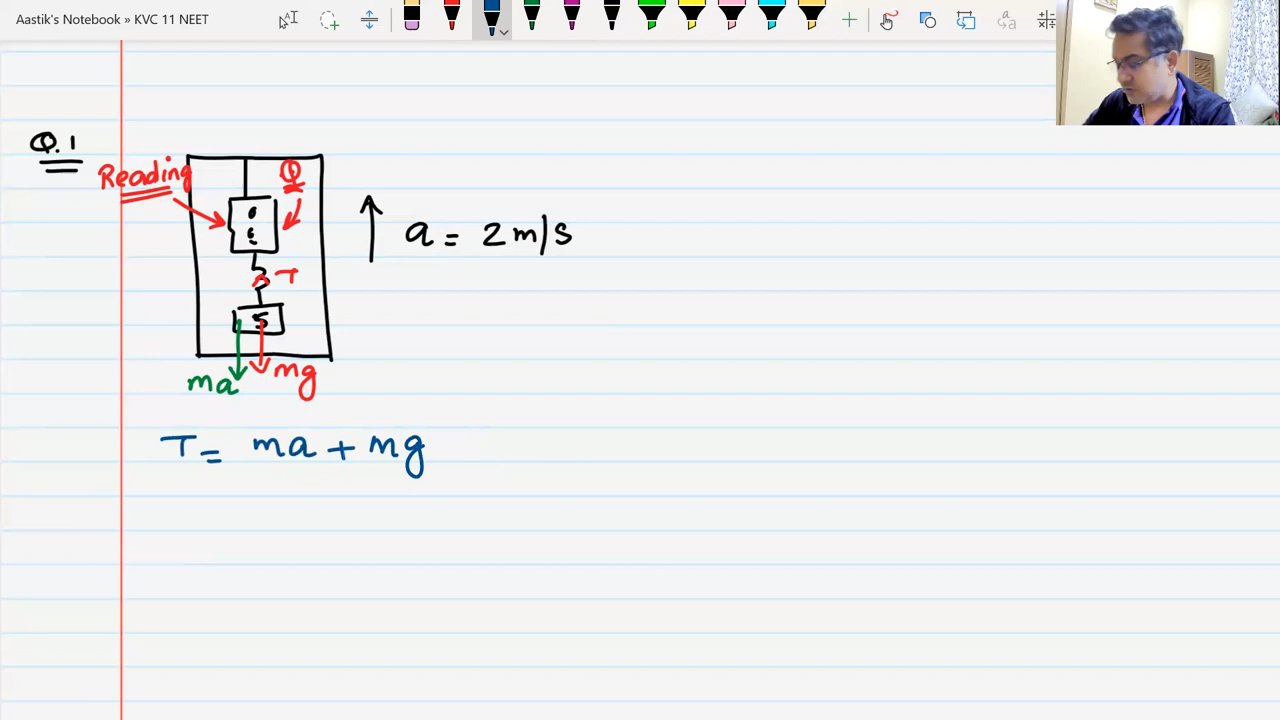 Aastik's Notebook » KVC 11 NEET
Q.1
Reading
Q
a = 2 m/s
T
5
ma
mg
T = ma + mg